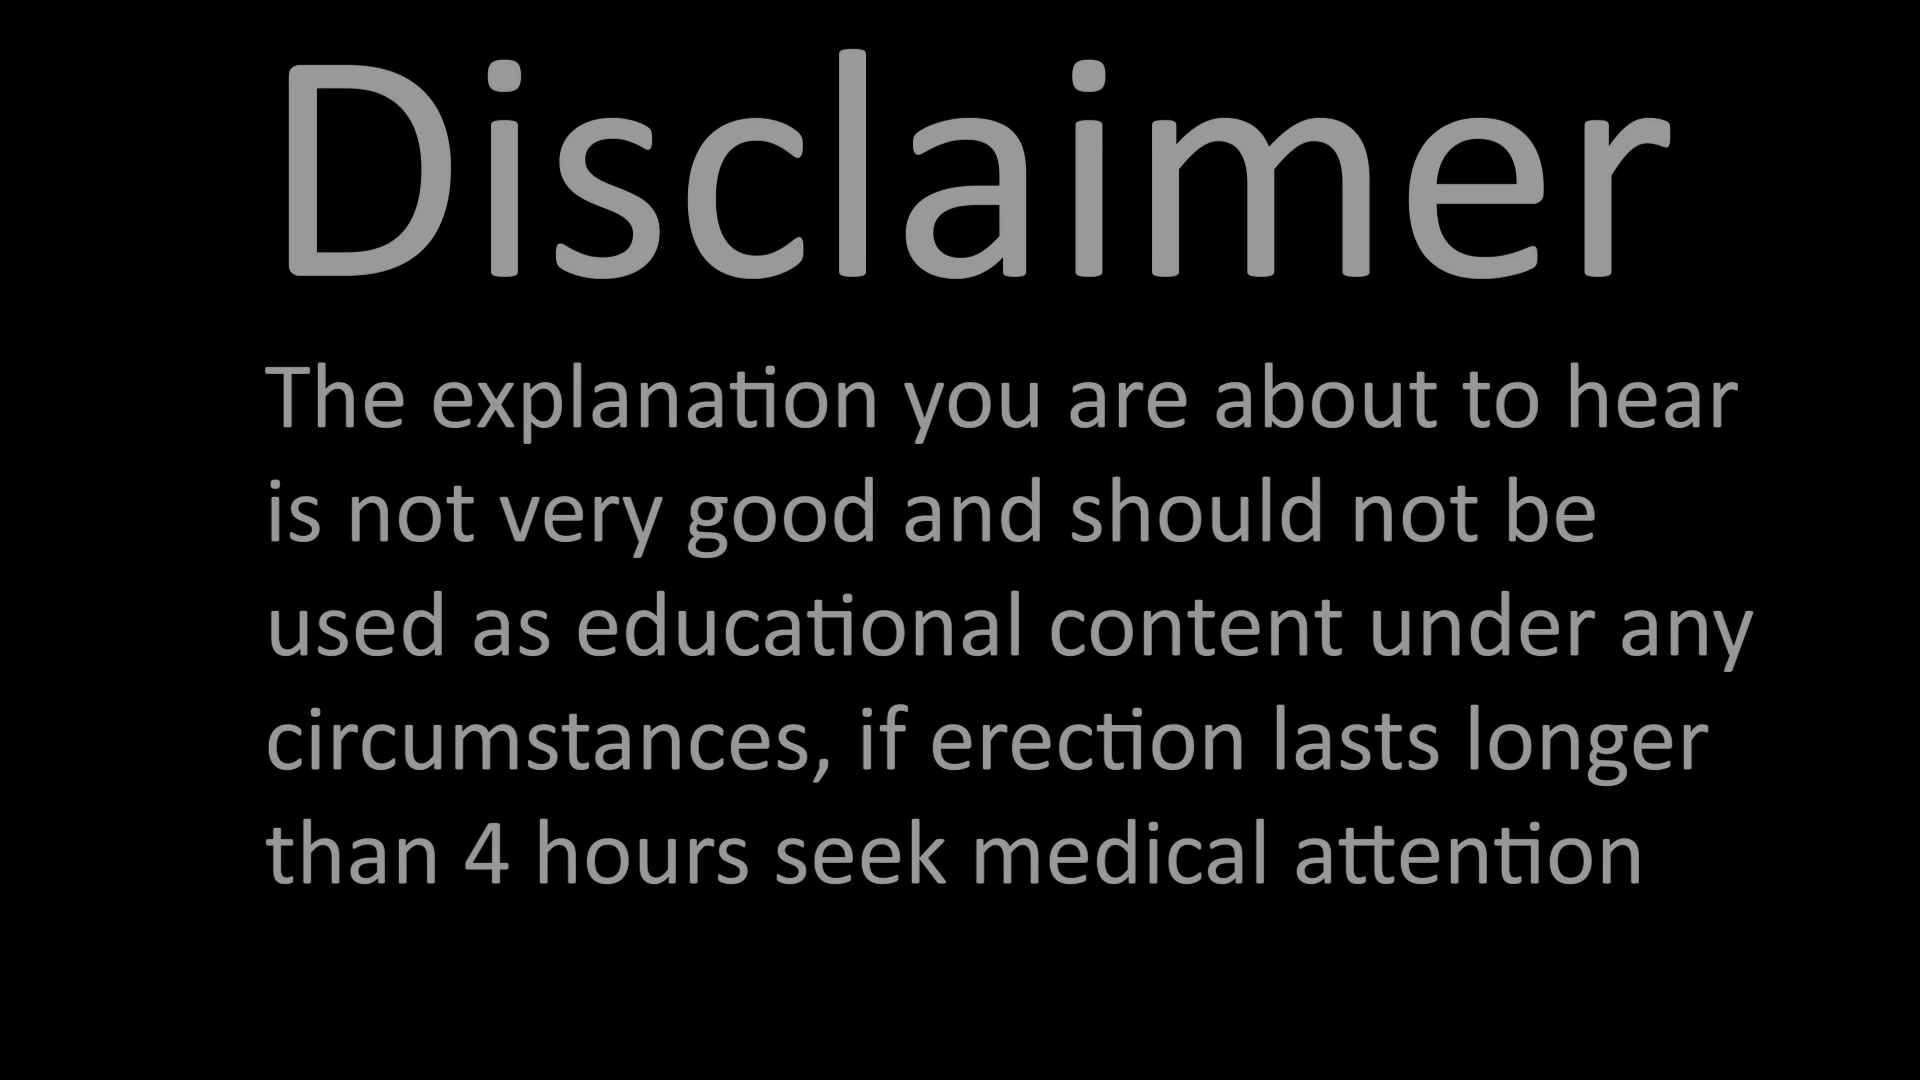 Disclaimer
The explanation you are about to hear
is not very good and should not be
used as educational content under any
circumstances, if erection lasts longer
than 4 hours seek medical attention